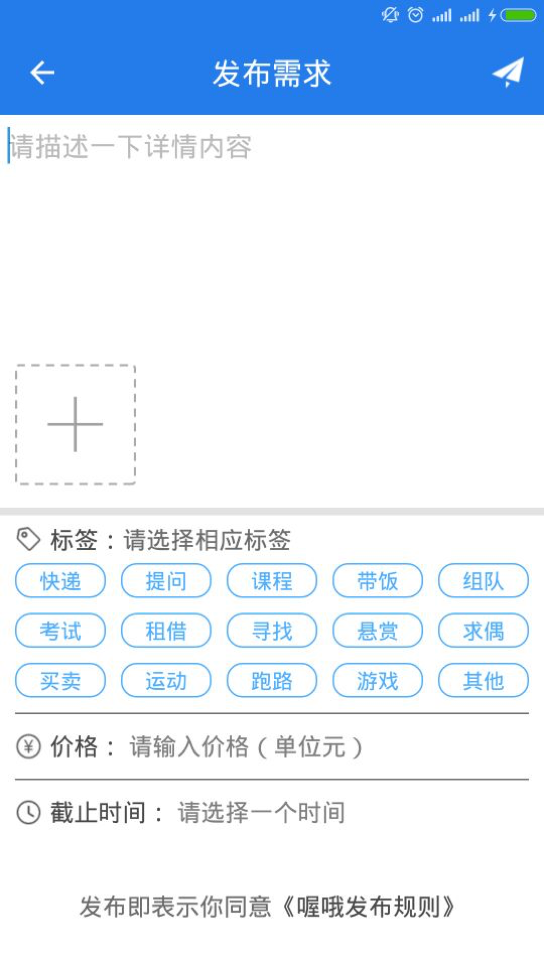 发布需求
请描述一下详情内容
标签：请选择相应标签
快递 提问 课程 带饭 组队
考试 租借 寻找 悬赏 求偶
买卖 运动 跑路 游戏 其他
价格： 请输入价格（单位元）
截止时间： 请选择一个时间
发布即表示你同意《喔哦发布规则》